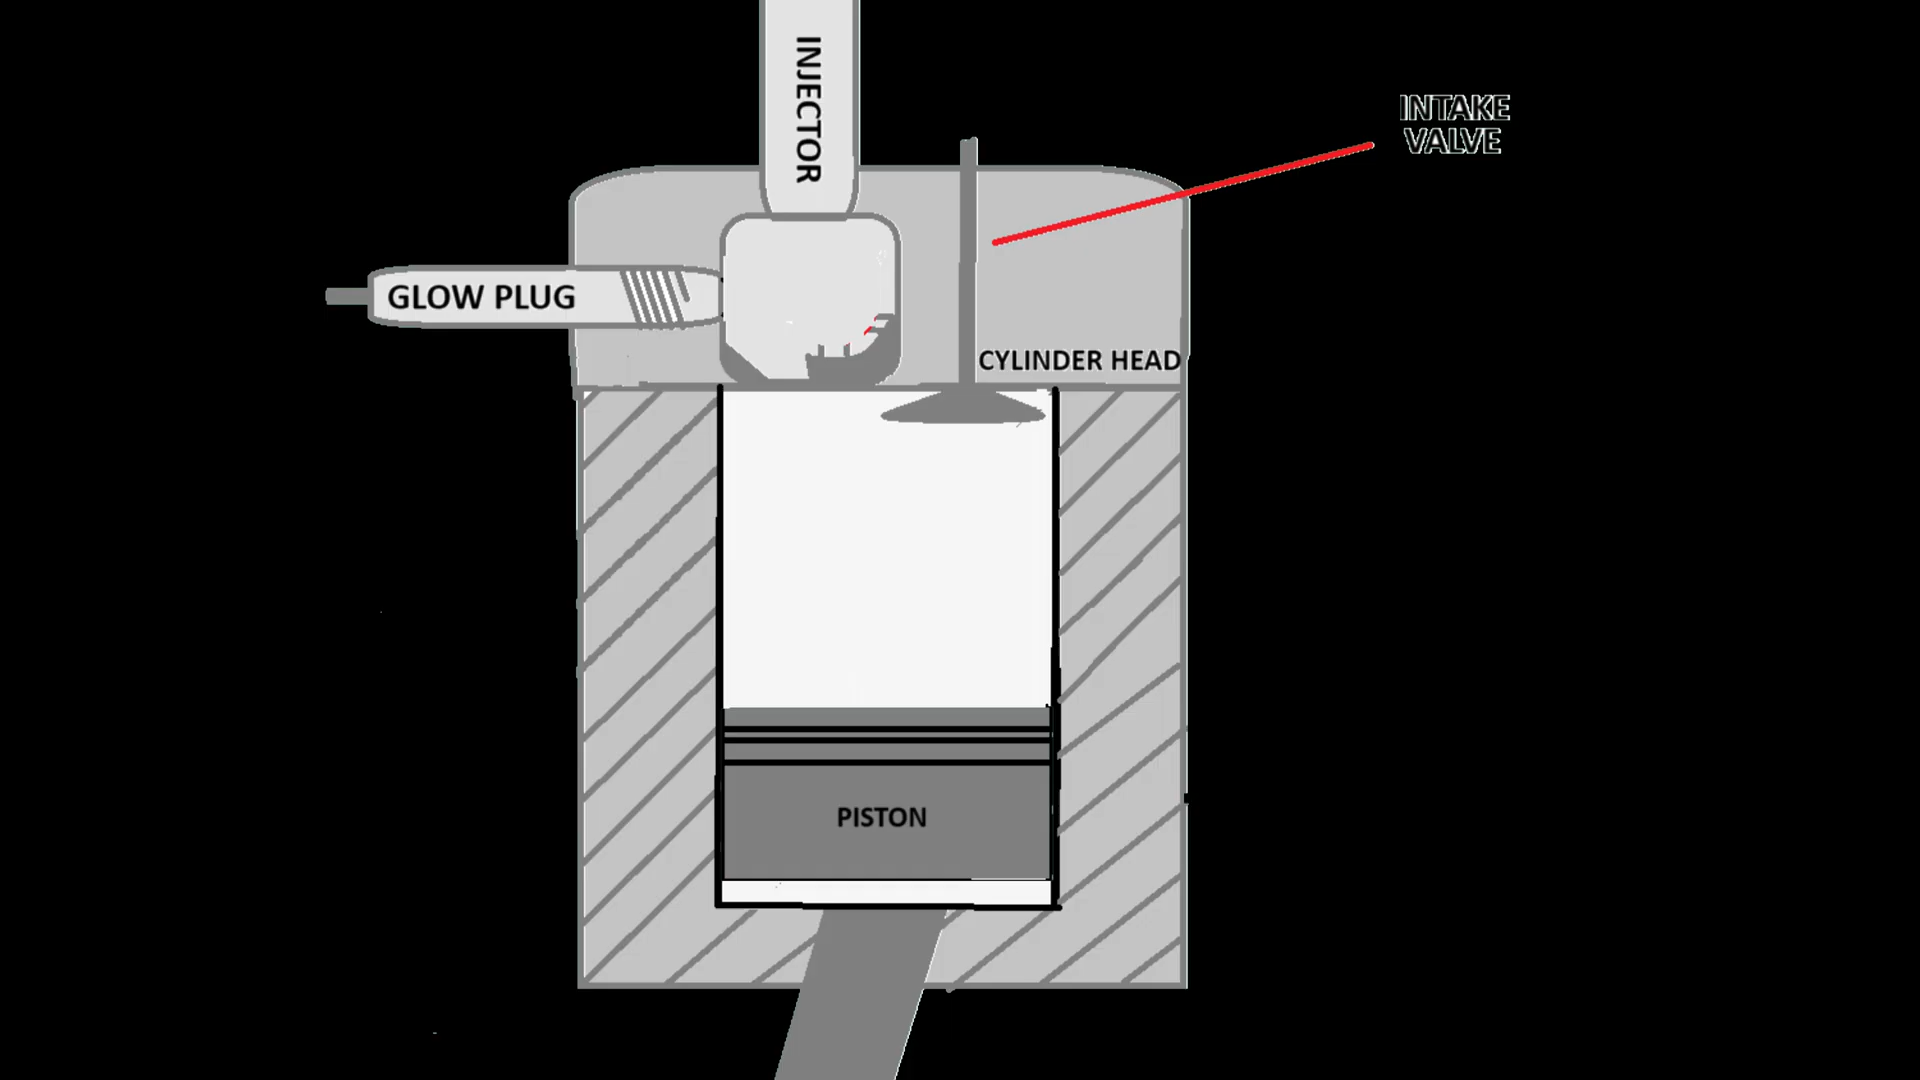 INJECTOR
INTAKE
VALVE
GLOW PLUG
CYLINDER HEAD
PISTON